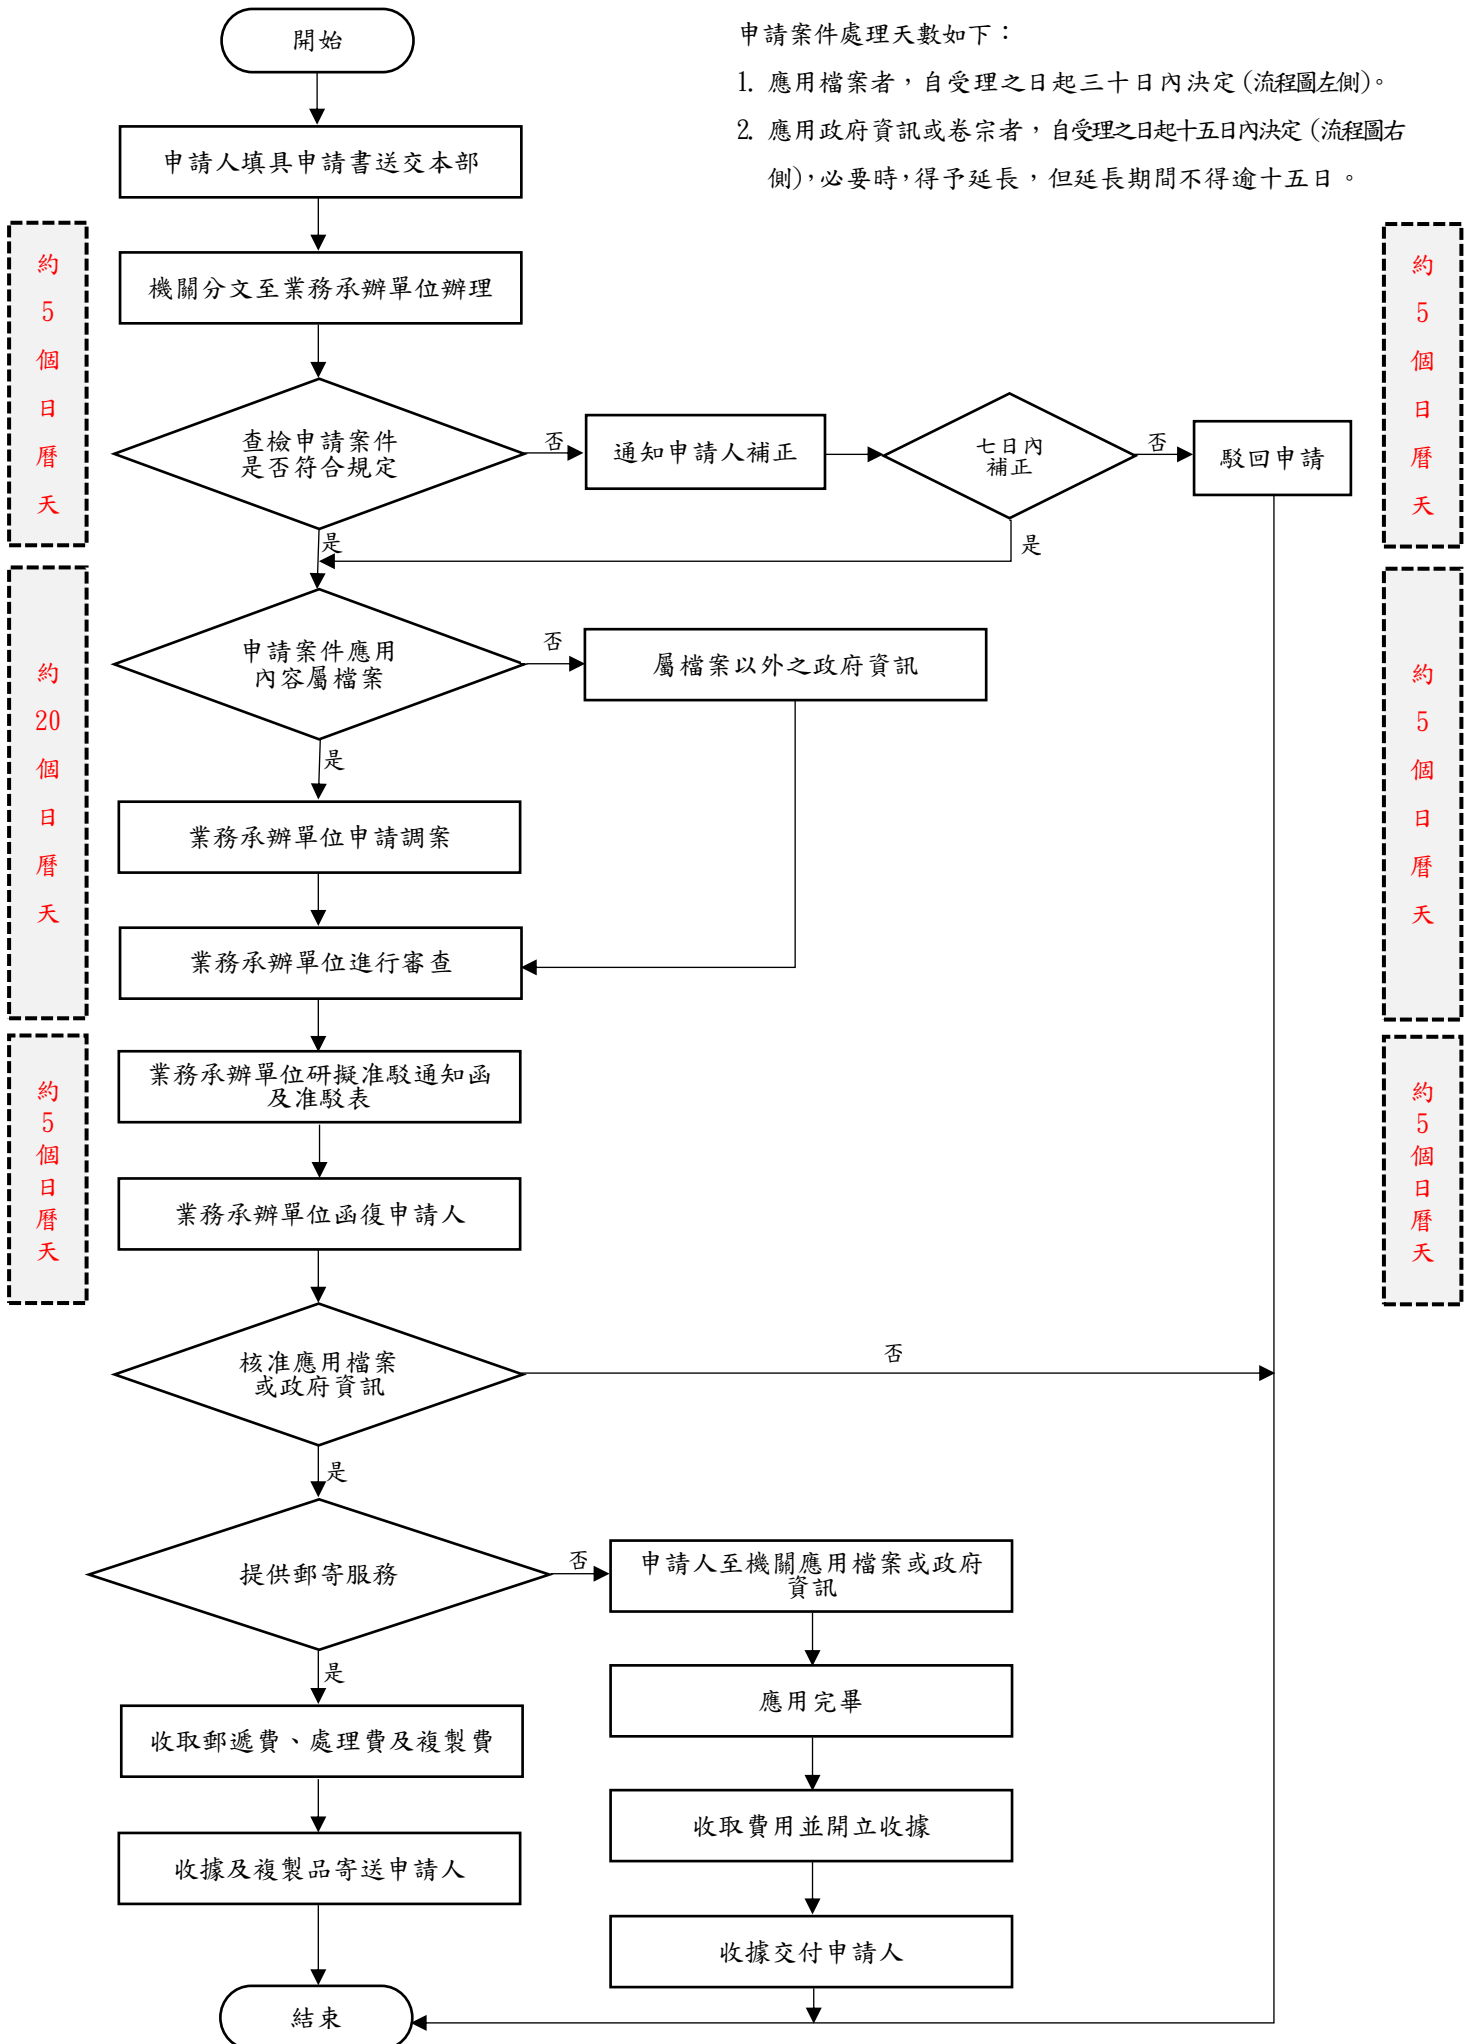 開始
申請案件處理天數如下：
1. 應用檔案者，自受理之日起三十日內決定(流程圖左側)。
2. 應用政府資訊或卷宗者，自受理之日起十五日內決定(流程圖右
側)，必要時，得予延長，但延長期間不得逾十五日。
申請人填具申請書送交本部
機關分文至業務承辦單位辦理
約
5
個
日
曆
天
約
5
個
日
曆
天
查檢申請案件
是否符合規定
否
通知申請人補正
七日內
補正
否
駁回申請
是
是
約
20
個
日
曆
天
約
5
個
日
曆
天
申請案件應用
內容屬檔案
否
屬檔案以外之政府資訊
是
業務承辦單位申請調案
業務承辦單位進行審查
約
5
個
日
曆
天
約
5
個
日
曆
天
業務承辦單位研擬准駁通知函
及准駁表
業務承辦單位函復申請人
核准應用檔案
或政府資訊
否
是
提供郵寄服務
否
申請人至機關應用檔案或政府
資訊
是
應用完畢
收取郵遞費、處理費及複製費
收取費用並開立收據
收據及複製品寄送申請人
收據交付申請人
結束